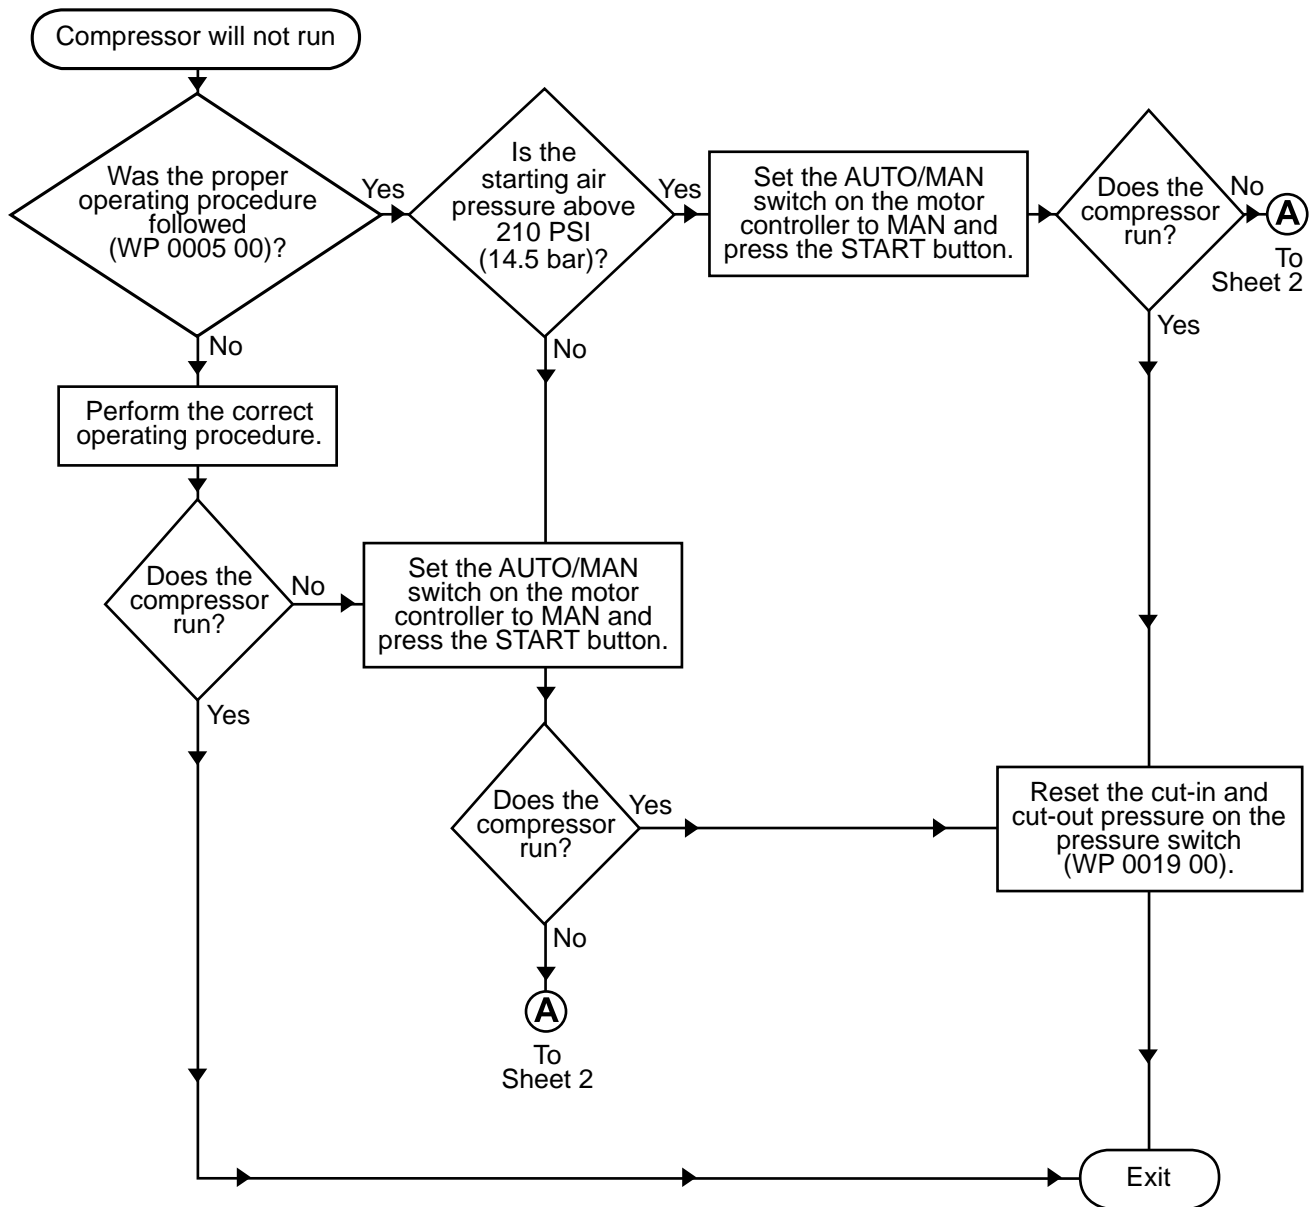 Compressor will not run
Was the proper
operating procedure
followed
(WP 0005 00)?
Yes
No
Is the
starting air
pressure above
210 PSI
(14.5 bar)?
Yes
No
Set the AUTO/MAN
switch on the motor
controller to MAN and
press the START button.
Does the
compressor
run?
No
A
To
Sheet 2
Yes
Perform the correct
operating procedure.
Does the
compressor
run?
No
Yes
Set the AUTO/MAN
switch on the motor
controller to MAN and
press the START button.
Does the
compressor
run?
Yes
No
A
To
Sheet 2
Reset the cut-in and
cut-out pressure on the
pressure switch
(WP 0019 00).
Exit